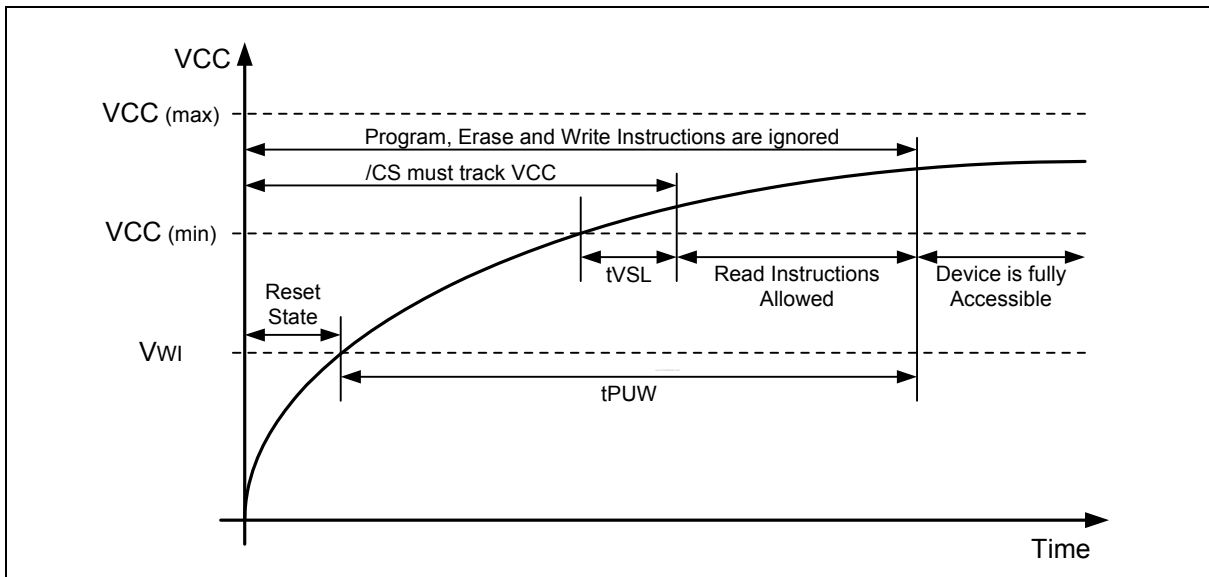 VCC
VCC (max)
Program, Erase and Write Instructions are ignored
/CS must track VCC
VCC (min)
tVSL
Read Instructions
Allowed
Device is fully
Accessible
Reset
State
VWI
tPUW
Time